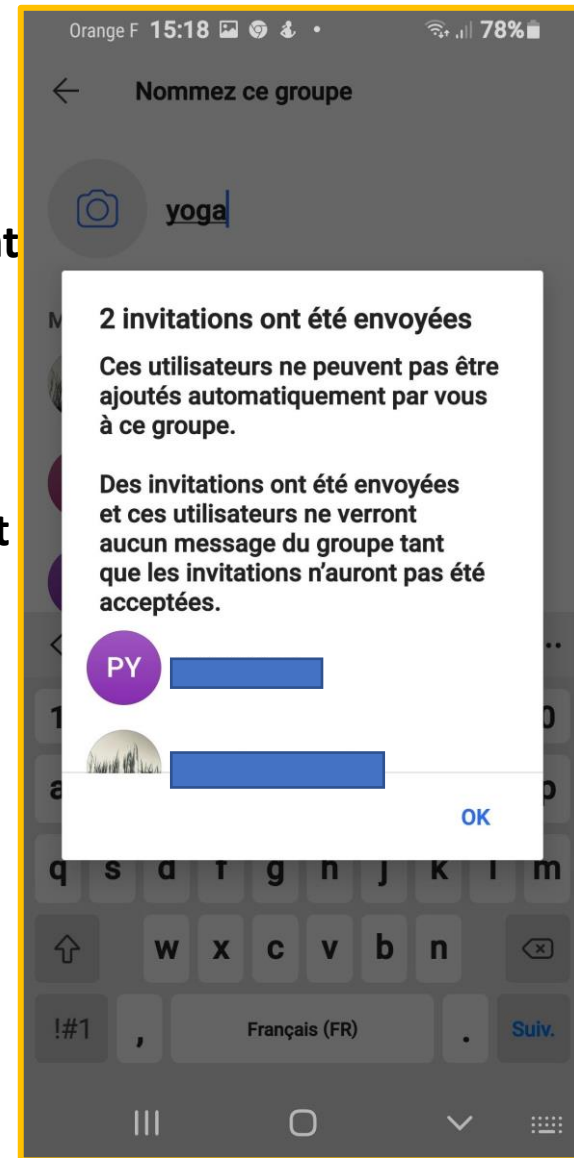 Orange F 15:18 78%
Nommez ce groupe
yoga
t
M
2 invitations ont été envoyées
Ces utilisateurs ne peuvent pas être
ajoutés automatiquement par vous
à ce groupe.
Des invitations ont été envoyées
et ces utilisateurs ne verront
t
aucun message du groupe tant
que les invitations n’auront pas été
acceptées.
PY
1 0
a p
OK
q s d f g h j k l m
w x c v b n
!#1 , Français (FR) . Suiv.